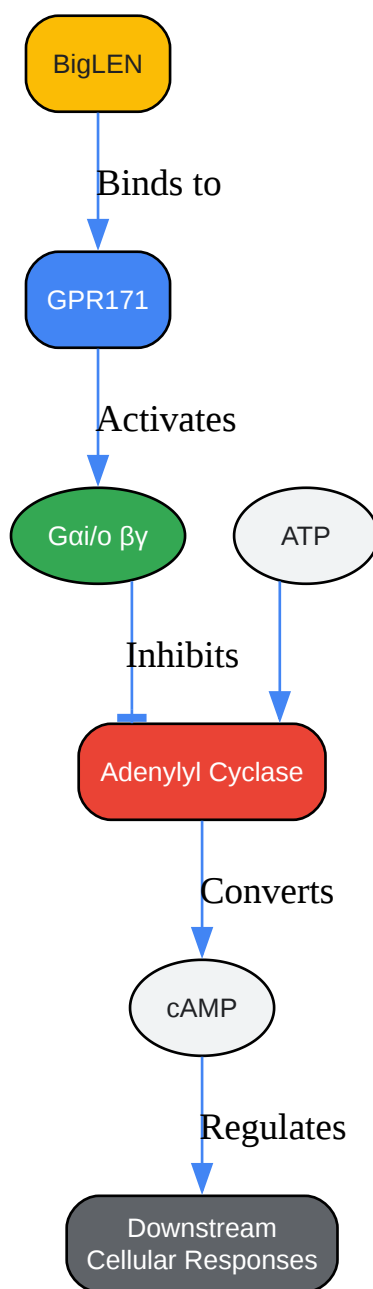 BigLEN
Binds to
GPR171
Activates
Gαi/o βγ
ATP
Inhibits
Adenylyl Cyclase
Converts
cAMP
Regulates
Downstream
Cellular Responses